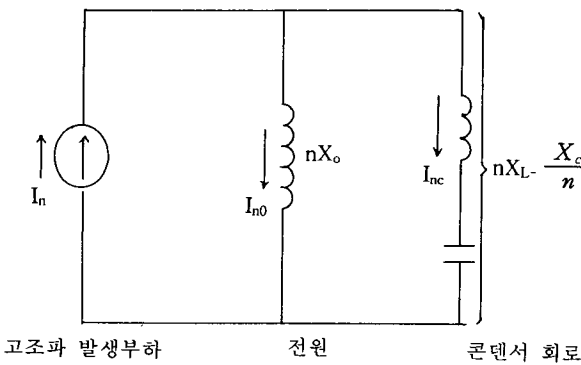 I_n
I_n0
nX_o
I_nc
nX_L- X_c/n
고조파 발생부하
전원
콘덴서 회로